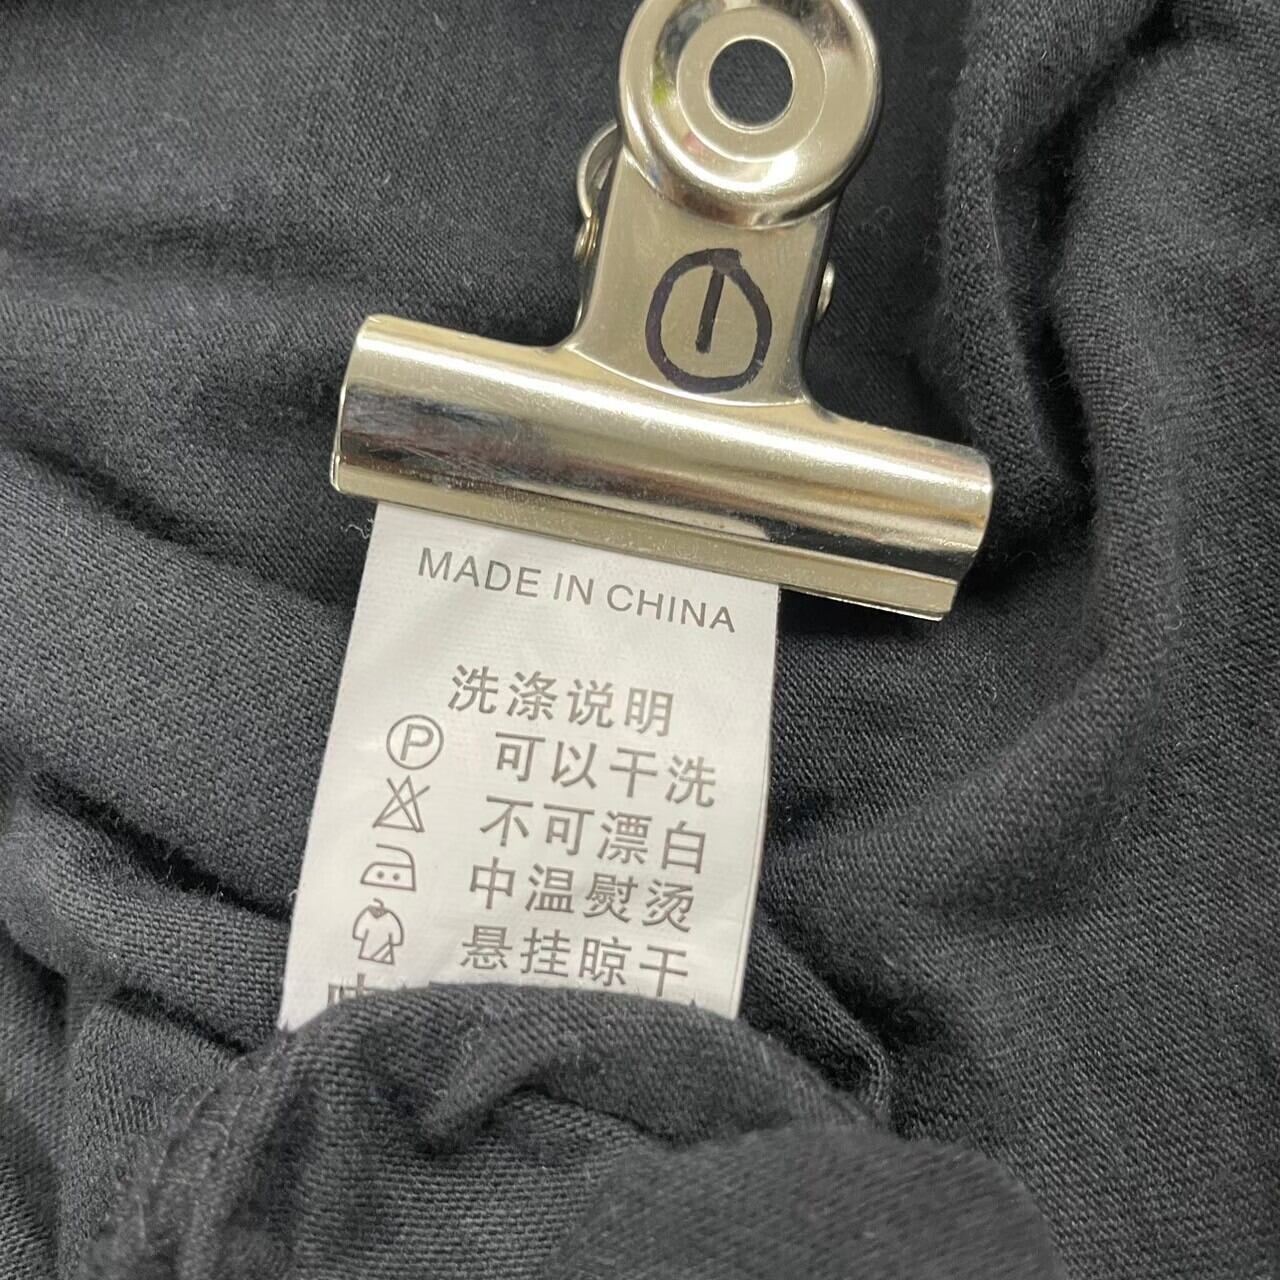 ①
MADE IN CHINA
洗涤说明
Ⓟ 可以干洗
不可漂白
中温熨烫
悬挂晾干